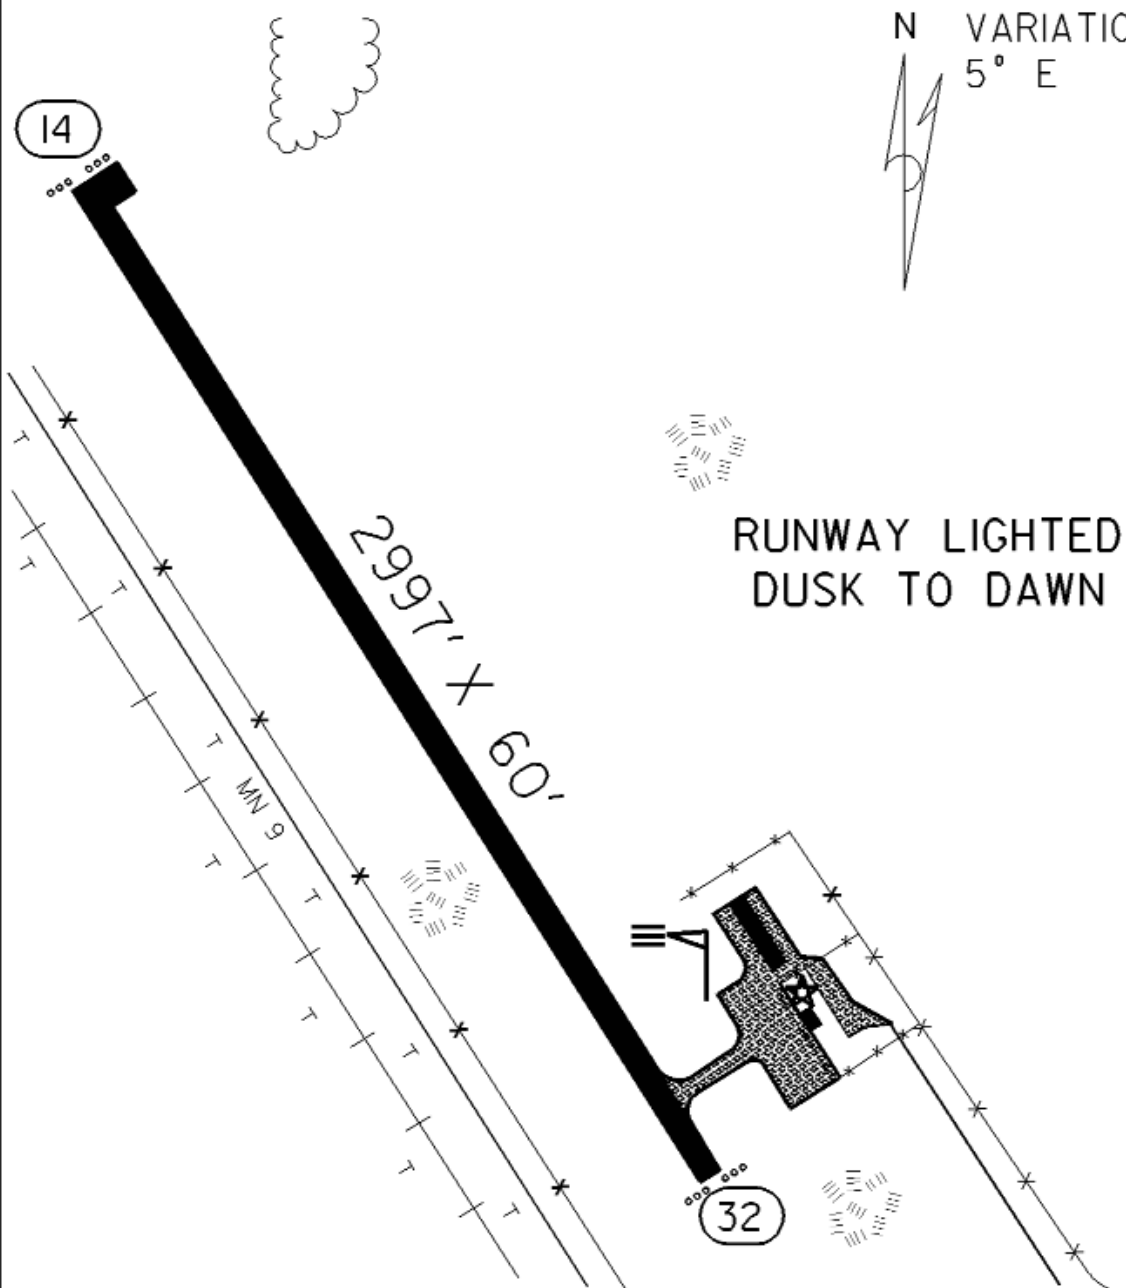 N VARIATIO
5° E
14
2997' X 60'
RUNWAY LIGHTED
DUSK TO DAWN
T
T
T
T
MN 9
T
T
T
T
T
T
32